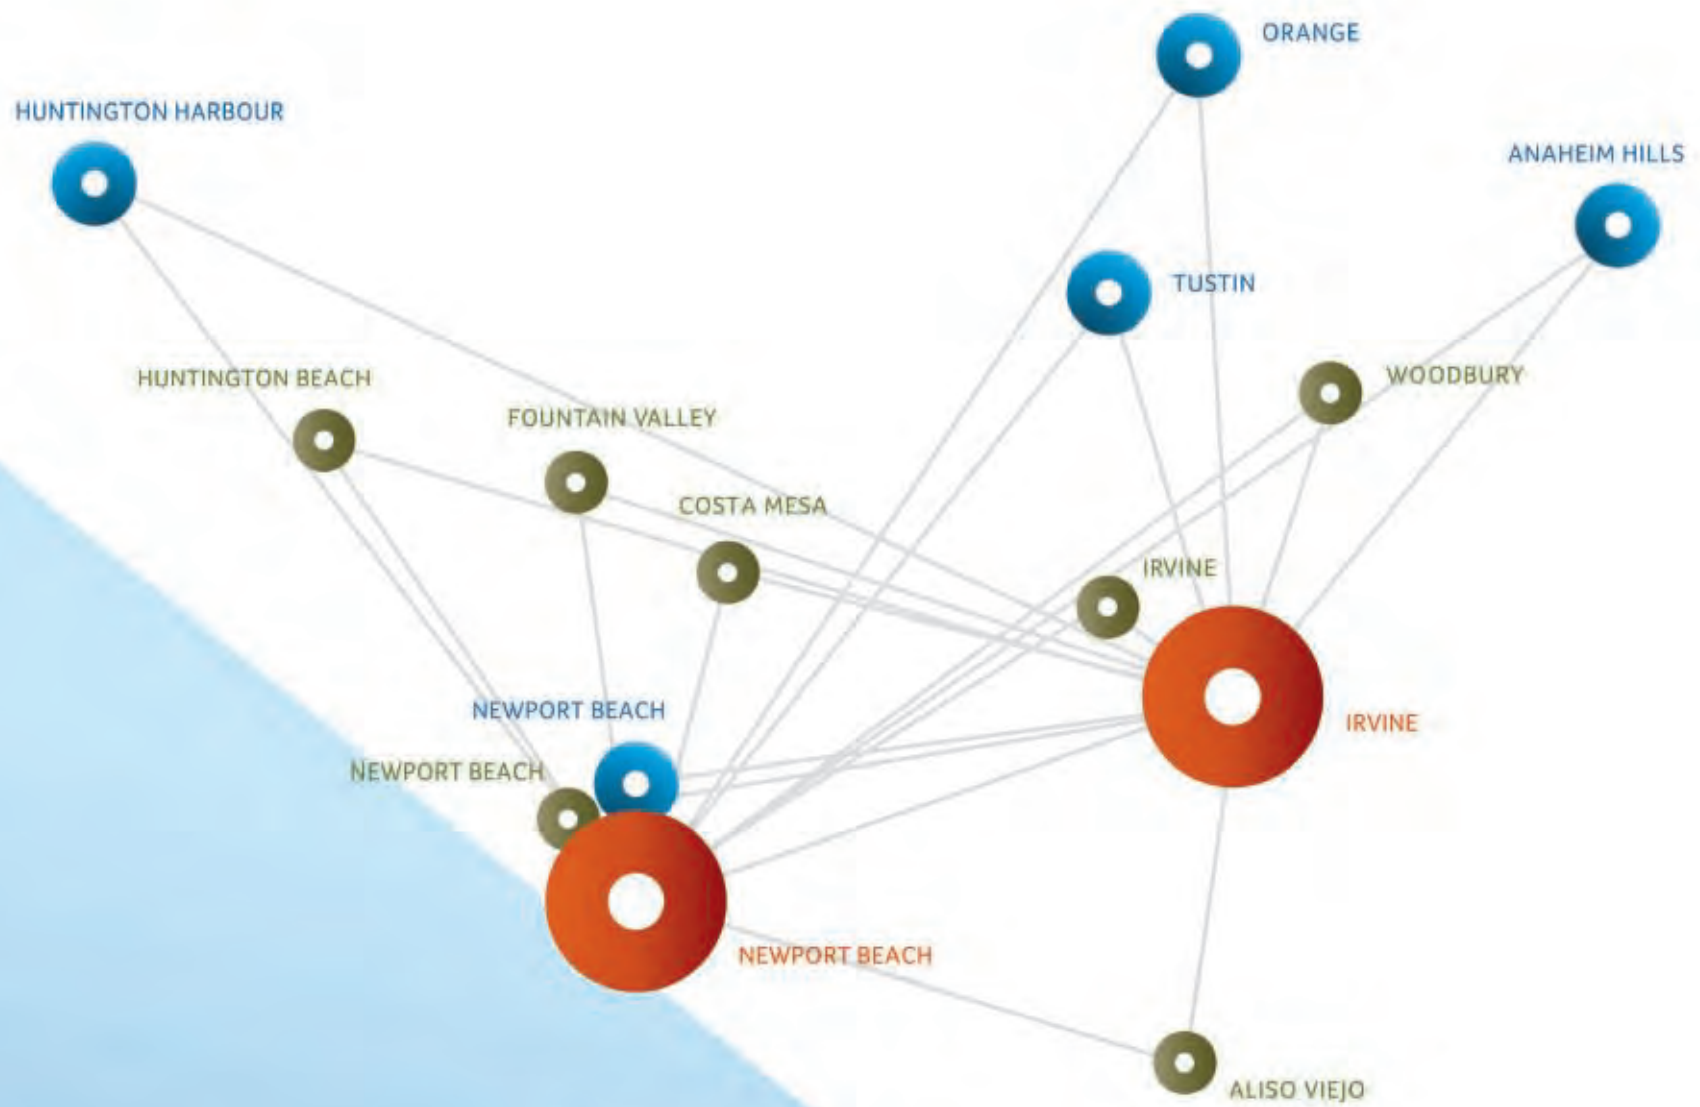 ORANGE
HUNTINGTON HARBOUR
ANAHEIM HILLS
TUSTIN
HUNTINGTON BEACH
WOODBURY
FOUNTAIN VALLEY
COSTA MESA
IRVINE
NEWPORT BEACH
IRVINE
NEWPORT BEACH
NEWPORT BEACH
ALISO VIEJO